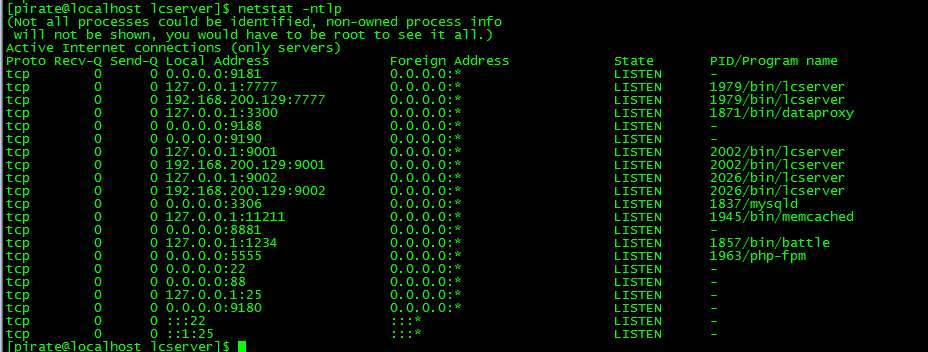 [pirate@localhost lcserver]$ netstat -ntlp
(Not all processes could be identified, non-owned process info
 will not be shown, you would have to be root to see it all.)
Active Internet connections (only servers)
Proto Recv-Q Send-Q Local Address               Foreign Address             State       PID/Program name
tcp        0      0 0.0.0.0:9181                0.0.0.0:*                   LISTEN      -
tcp        0      0 127.0.0.1:7777              0.0.0.0:*                   LISTEN      1979/bin/lcserver
tcp        0      0 192.168.200.129:7777        0.0.0.0:*                   LISTEN      1979/bin/lcserver
tcp        0      0 127.0.0.1:3300              0.0.0.0:*                   LISTEN      1871/bin/dataproxy
tcp        0      0 0.0.0.0:9188                0.0.0.0:*                   LISTEN      -
tcp        0      0 0.0.0.0:9190                0.0.0.0:*                   LISTEN      -
tcp        0      0 127.0.0.1:9001              0.0.0.0:*                   LISTEN      2002/bin/lcserver
tcp        0      0 192.168.200.129:9001        0.0.0.0:*                   LISTEN      2002/bin/lcserver
tcp        0      0 127.0.0.1:9002              0.0.0.0:*                   LISTEN      2026/bin/lcserver
tcp        0      0 192.168.200.129:9002        0.0.0.0:*                   LISTEN      2026/bin/lcserver
tcp        0      0 0.0.0.0:3306                0.0.0.0:*                   LISTEN      1837/mysqld
tcp        0      0 127.0.0.1:11211             0.0.0.0:*                   LISTEN      1945/bin/memcached
tcp        0      0 0.0.0.0:8881                0.0.0.0:*                   LISTEN      -
tcp        0      0 127.0.0.1:1234              0.0.0.0:*                   LISTEN      1857/bin/battle
tcp        0      0 0.0.0.0:5555                0.0.0.0:*                   LISTEN      1963/php-fpm
tcp        0      0 0.0.0.0:22                  0.0.0.0:*                   LISTEN      -
tcp        0      0 0.0.0.0:88                  0.0.0.0:*                   LISTEN      -
tcp        0      0 127.0.0.1:25                0.0.0.0:*                   LISTEN      -
tcp        0      0 0.0.0.0:9180                0.0.0.0:*                   LISTEN      -
tcp        0      0 :::22                       :::*                        LISTEN      -
tcp        0      0 ::1:25                      :::*                        LISTEN      -
[pirate@localhost lcserver]$